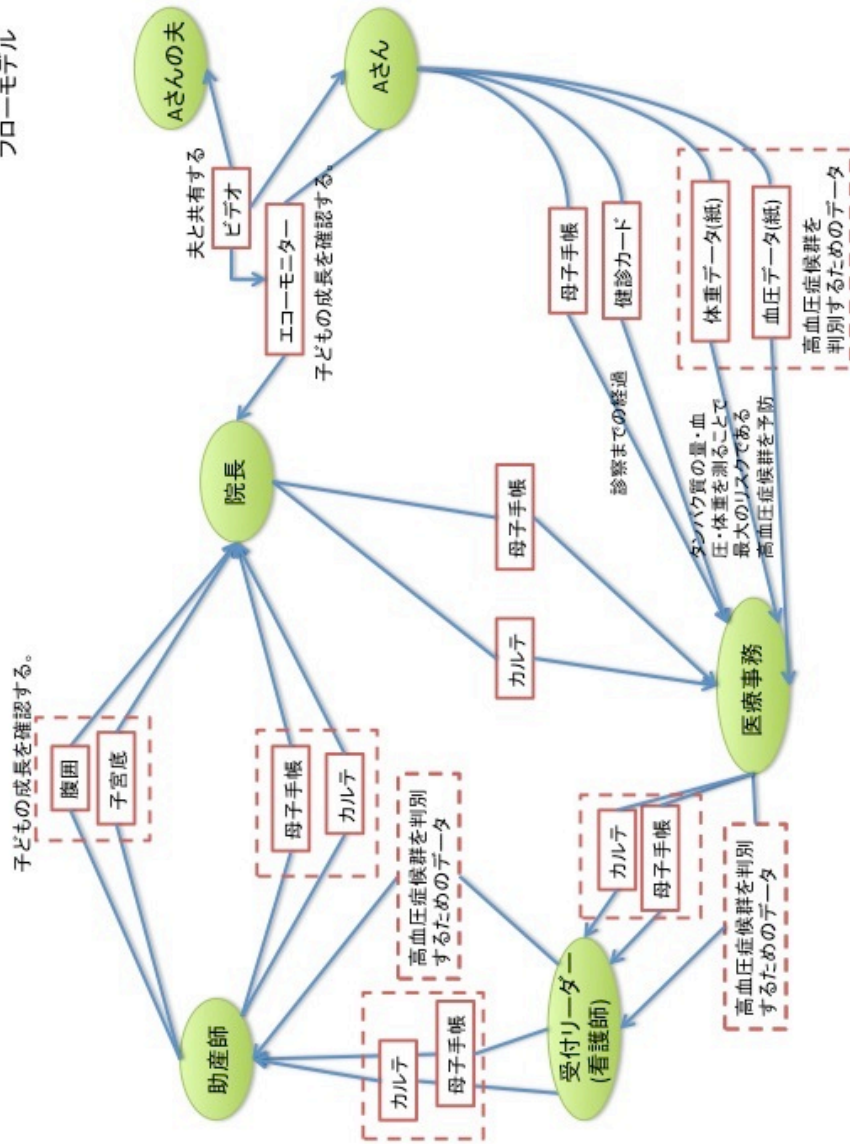 フローモデル
子どもの成長を確認する。
腹囲
子宮底
助産師
母子手帳
カルテ
院長
夫と共有する
ビデオ
Aさんの夫
エコーモニター
子どもの成長を確認する。
Aさん
カルテ
母子手帳
高血圧症候群を判別
するためのデータ
カルテ
母子手帳
母子手帳
健診カード
診察までの経過
受付リーダー
(看護師)
カルテ
母子手帳
高血圧症候群を判別
するためのデータ
医療事務
タンパク質の量・血
圧・体重を測ることで
最大のリスクである
高血圧症候群を予防
体重データ(紙)
血圧データ(紙)
高血圧症候群を
判別するためのデータ